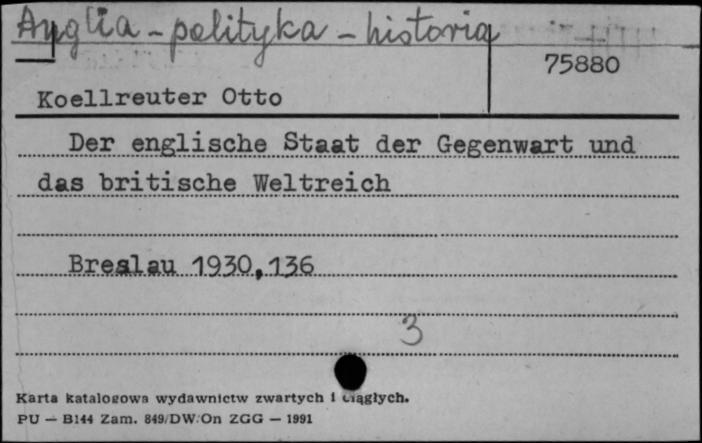 Anglia - polityka - historia
75880
Koellreuter Otto
Der englische Staat der Gegenwart und
das britische Weltreich
Breslau 1930,136
3
Karta katalogowa wydawnictw zwartych i ciągłych.
PU — B144 Zam. 849/DW/On ZGG — 1991